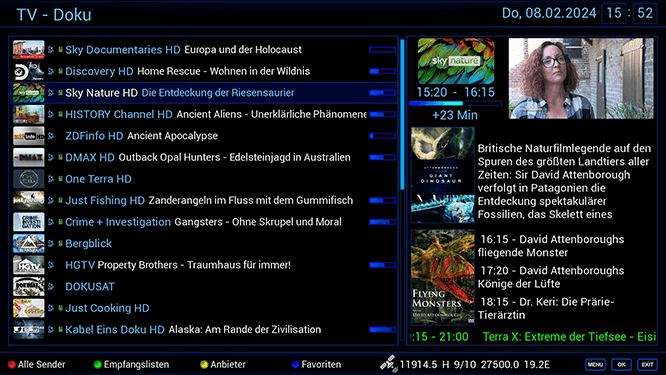 TV - Doku
Do, 08.02.2024 15 : 52
Sky Documentaries HD Europa und der Holocaust
Discovery HD Home Rescue - Wohnen in der Wildnis
Sky Nature HD Die Entdeckung der Riesensaurier
HISTORY Channel HD Ancient Aliens - Unerklärliche Phänomene
ZDFinfo HD Ancient Apocalypse
DMAX HD Outback Opal Hunters - Edelsteinjagd in Australien
One Terra HD
Just Fishing HD Zanderangeln im Fluss mit dem Gummifisch
Crime + Investigation Gangsters - Ohne Skrupel und Moral
Bergblick
HGTV Property Brothers - Traumhaus für immer!
DOKUSAT
Just Cooking HD
Kabel Eins Doku HD Alaska: Am Rande der Zivilisation
DMAX
CRIME +
INVESTI
GATION
HGTV
sky nature
15:20 - 16:15
+23 Min
ATTENBOROUGH
GIANT
DINOSAUR
Britische Naturfilmlegende auf den
Spuren des größten Landtiers aller
Zeiten: Sir David Attenborough
verfolgt in Patagonien die
Entdeckung spektakulärer
Fossilien, das Skelett eines
FLYING
MONSTERS
16:15 - David Attenboroughs
fliegende Monster
17:20 - David Attenboroughs
Könige der Lüfte
18:15 - Dr. Keri: Die Prärie-
Tierärztin
:15 - 21:00 Terra X: Extreme der Tiefsee - Eisi
Alle Sender Empfangslisten Anbieter Favoriten 11914.5 H 9/10 27500.0 19.2E MENU OK EXIT